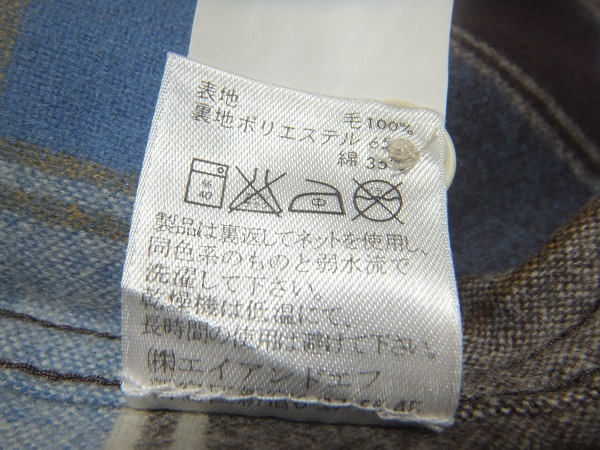 表地 毛100%
裏地ポリエステル 65
綿 35%
40
中
製品は裏返してネットを使用し、
同色系のものと弱水流で
洗濯して下さい。
乾燥機は低温にて、
長時間の使用は避けて下さい。
(株)エイアンドエフ